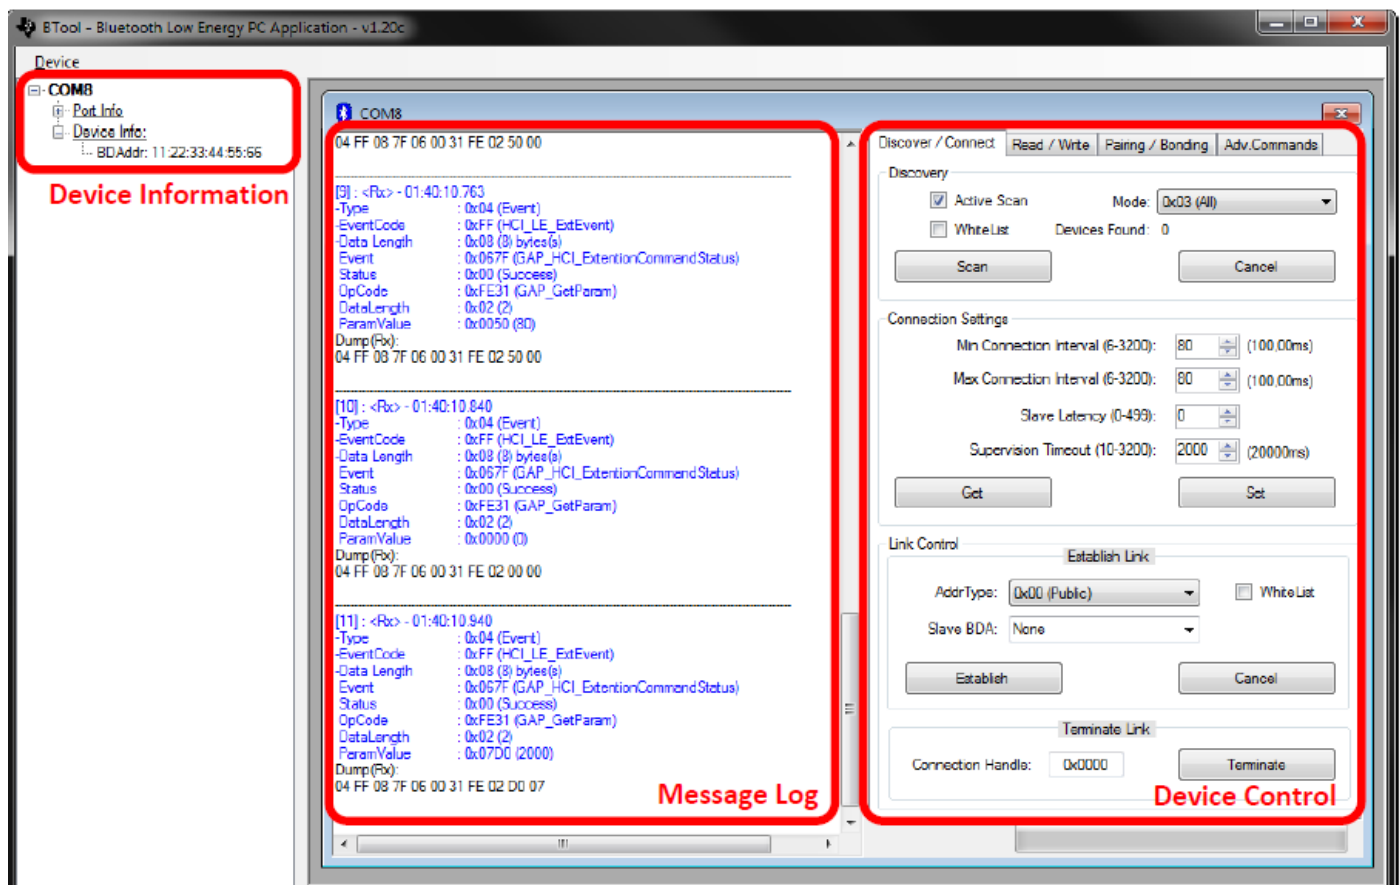 BTool - Bluetooth Low Energy PC Application - v1.20c
Device
COM8
Port Info
Device Info:
BDAddr: 11:22:33:44:55:66
Device Information
COM8
04 FF 08 7F 06 00 31 FE 02 50 00
[9] : <Rx> - 01:40:10.763
-Type : 0x04 (Event)
-EventCode : 0xFF (HCI_LE_ExtEvent)
-Data Length : 0x08 (8) bytes(s)
Event : 0x067F (GAP_HCI_ExtentionCommandStatus)
Status : 0x00 (Success)
OpCode : 0xFE31 (GAP_GetParam)
DataLength : 0x02 (2)
ParamValue : 0x0050 (80)
Dump(Rx):
04 FF 08 7F 06 00 31 FE 02 50 00
[10] : <Rx> - 01:40:10.840
-Type : 0x04 (Event)
-EventCode : 0xFF (HCI_LE_ExtEvent)
-Data Length : 0x08 (8) bytes(s)
Event : 0x067F (GAP_HCI_ExtentionCommandStatus)
Status : 0x00 (Success)
OpCode : 0xFE31 (GAP_GetParam)
DataLength : 0x02 (2)
ParamValue : 0x0000 (0)
Dump(Rx):
04 FF 08 7F 06 00 31 FE 02 00 00
[11] : <Rx> - 01:40:10.940
-Type : 0x04 (Event)
-EventCode : 0xFF (HCI_LE_ExtEvent)
-Data Length : 0x08 (8) bytes(s)
Event : 0x067F (GAP_HCI_ExtentionCommandStatus)
Status : 0x00 (Success)
OpCode : 0xFE31 (GAP_GetParam)
DataLength : 0x02 (2)
ParamValue : 0x07D0 (2000)
Dump(Rx):
04 FF 08 7F 06 00 31 FE 02 D0 07
Message Log
Discover / Connect Read / Write Pairing / Bonding Adv.Commands
Discovery
Active Scan Mode: 0x03 (All)
WhiteList Devices Found: 0
Scan Cancel
Connection Settings
Min Connection Interval (6-3200): 80 (100,00ms)
Max Connection Interval (6-3200): 80 (100,00ms)
Slave Latency (0-499): 0
Supervision Timeout (10-3200): 2000 (20000ms)
Get Set
Link Control
Establish Link
AddrType: 0x00 (Public) WhiteList
Slave BDA: None
Establish Cancel
Terminate Link
Connection Handle: 0x0000 Terminate
Device Control